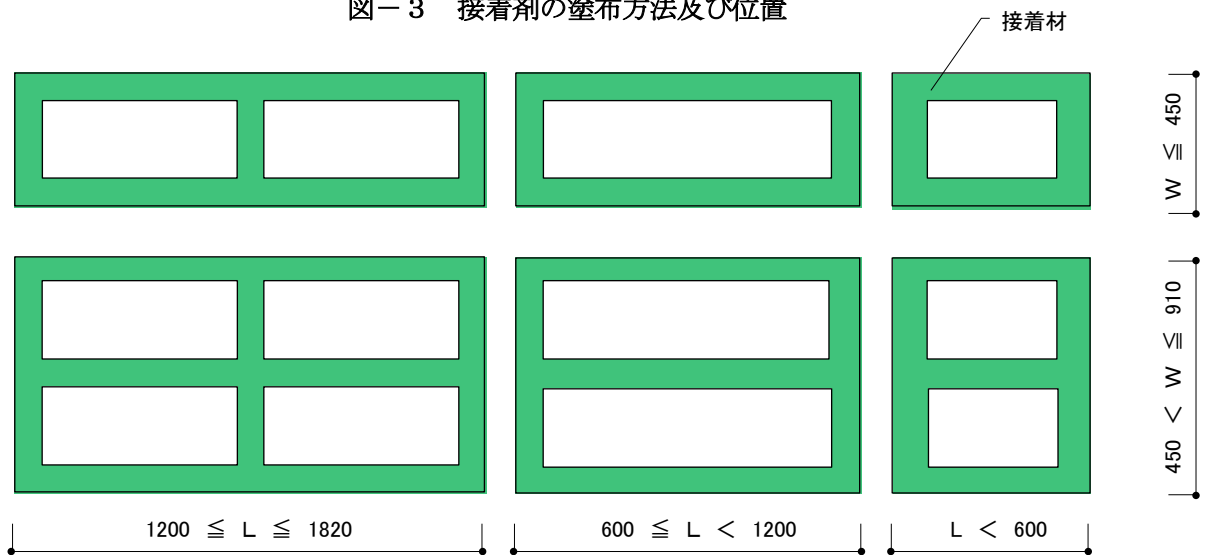 図－3 接着剤の塗布方法及び位置
接着材
W ≦ 450
450 < W ≦ 910
1200 ≦ L ≦ 1820
600 ≦ L < 1200
L < 600